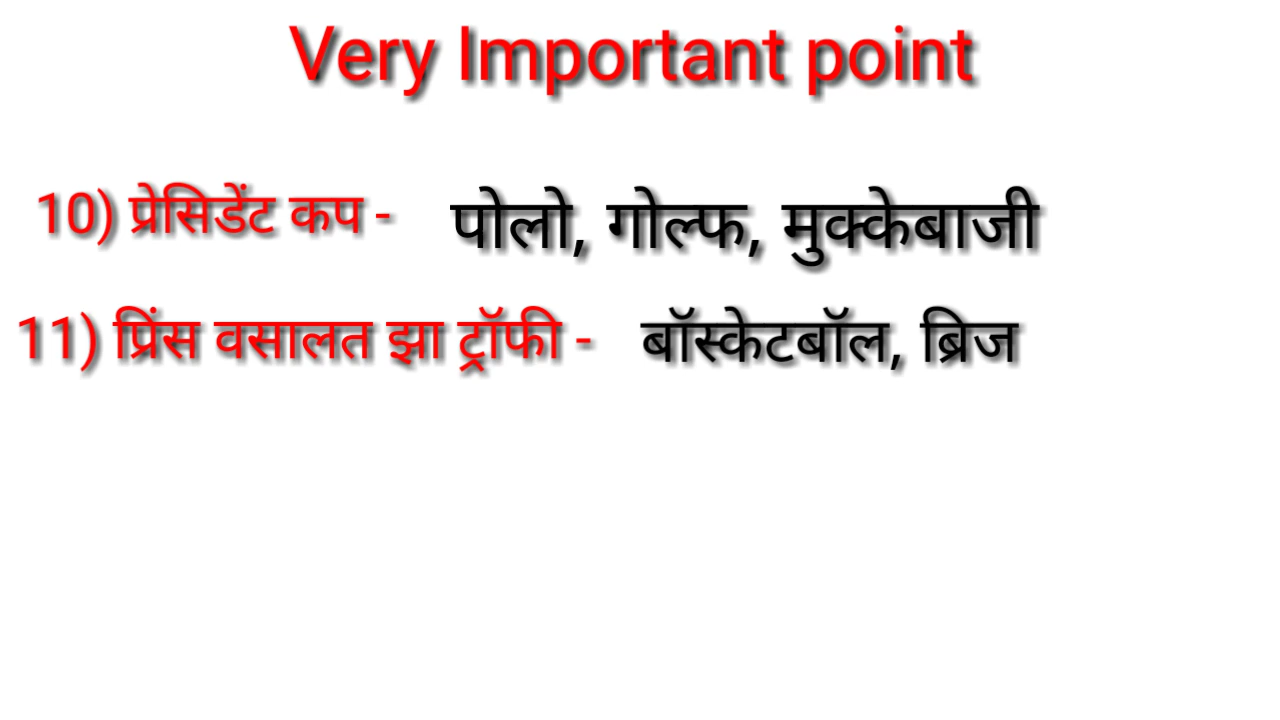 Very Important point
10) प्रेसिडेंट कप - पोलो, गोल्फ, मुक्केबाजी
11) प्रिंस वसालत झा ट्रॉफी - बॉस्केटबॉल, ब्रिज